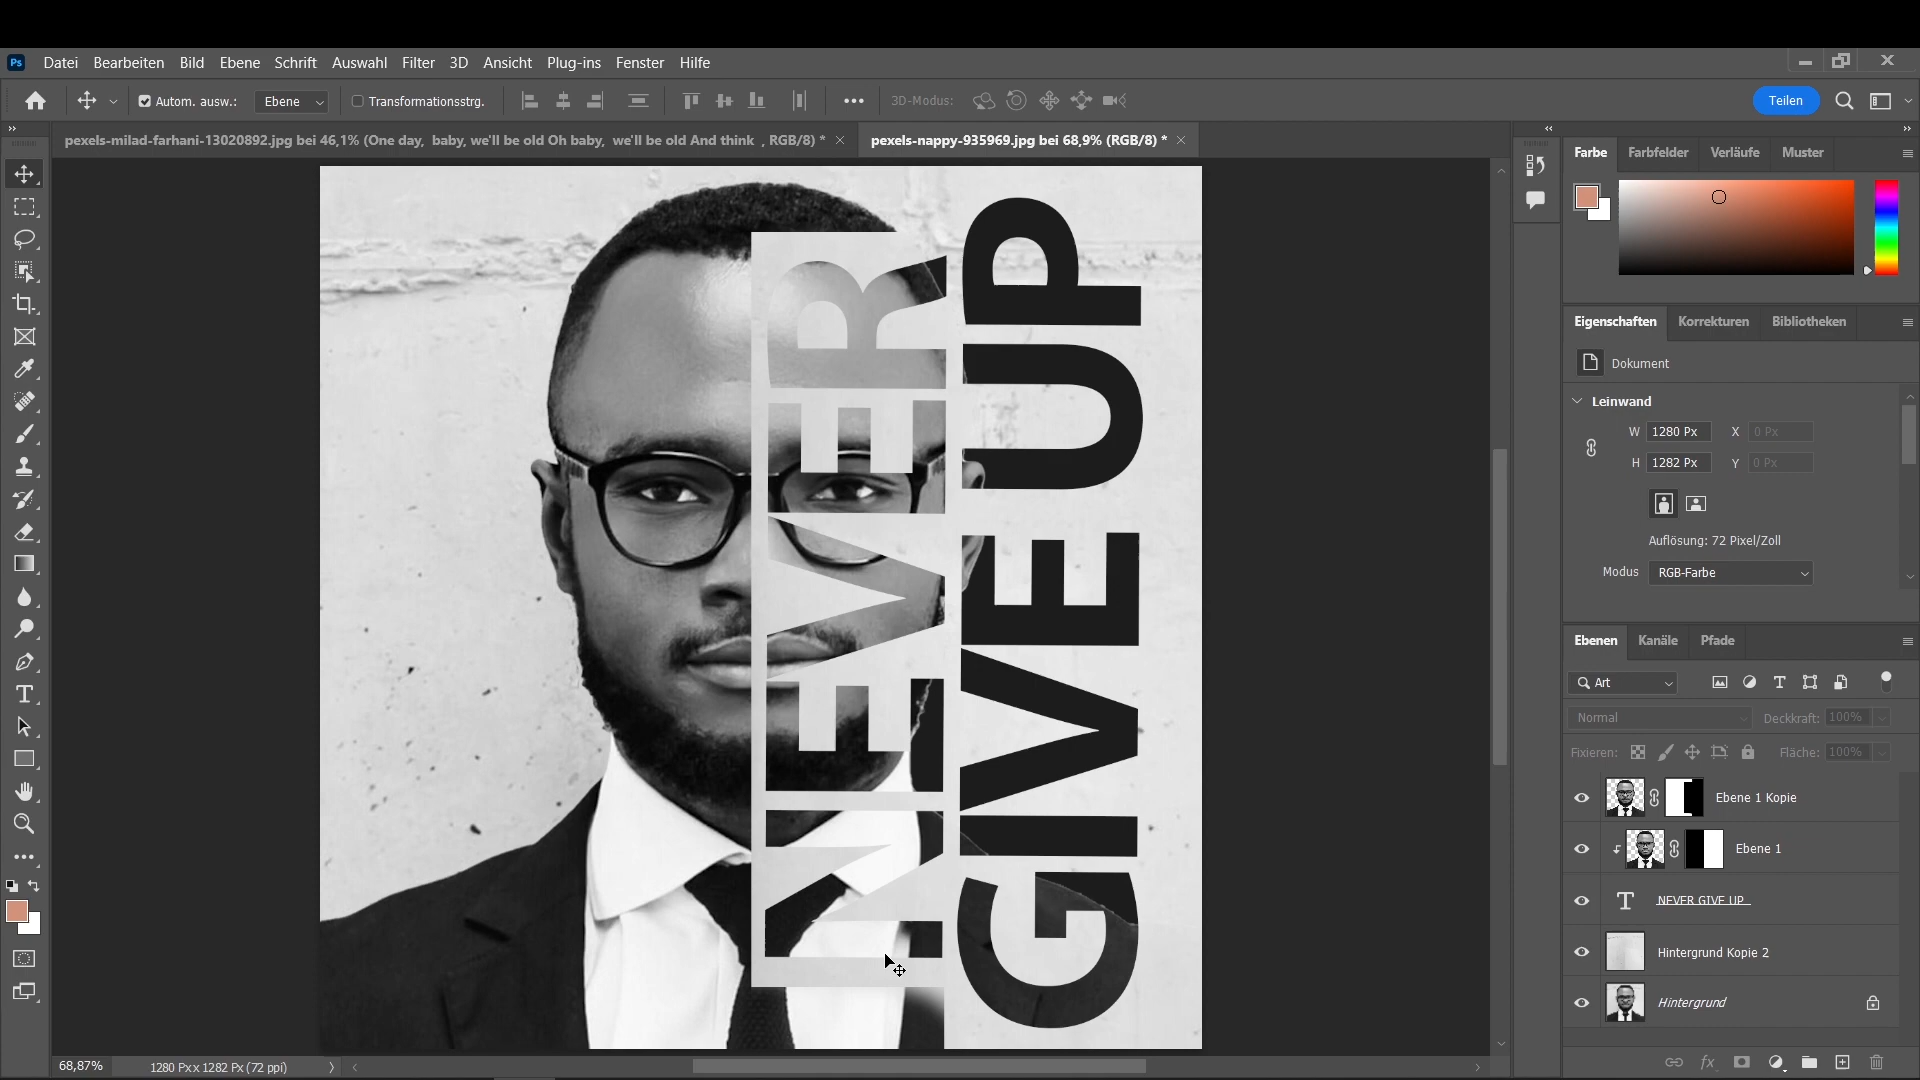 Ps Datei Bearbeiten Bild Ebene Schrift Auswahl Filter 3D Ansicht Plug-ins Fenster Hilfe
Autom. ausw.: Ebene Transformationsstrg. 3D-Modus: Teilen
pexels-milad-farhani-13020892.jpg bei 46,1% (One day, baby, we'll be old Oh baby, we'll be old And think , RGB/8) *
pexels-nappy-935969.jpg bei 68,9% (RGB/8) *
NEVER
GIVE UP
Farbe Farbfelder Verläufe Muster
Eigenschaften Korrekturen Bibliotheken
Dokument
Leinwand
W 1280 Px X 0 Px
H 1282 Px Y 0 Px
Auflösung: 72 Pixel/Zoll
Modus RGB-Farbe
Ebenen Kanäle Pfade
Art
Normal Deckkraft: 100%
Fixieren: Fläche: 100%
Ebene 1 Kopie
Ebene 1
NEVER GIVE UP
Hintergrund Kopie 2
Hintergrund
fx
68,87% 1280 Px x 1282 Px (72 ppi)